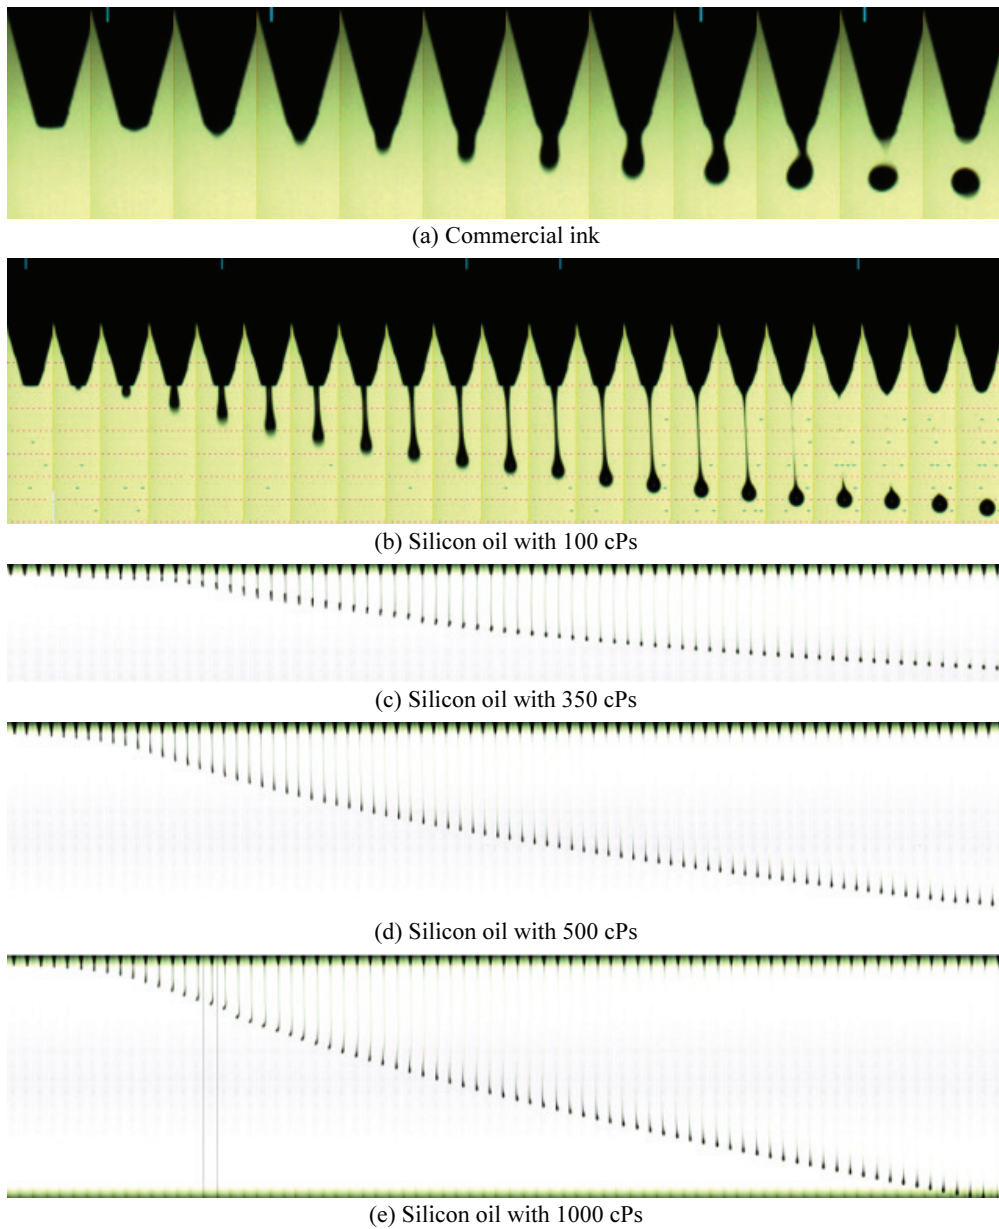 (a) Commercial ink
(b) Silicon oil with 100 cPs
(c) Silicon oil with 350 cPs
(d) Silicon oil with 500 cPs
(e) Silicon oil with 1000 cPs